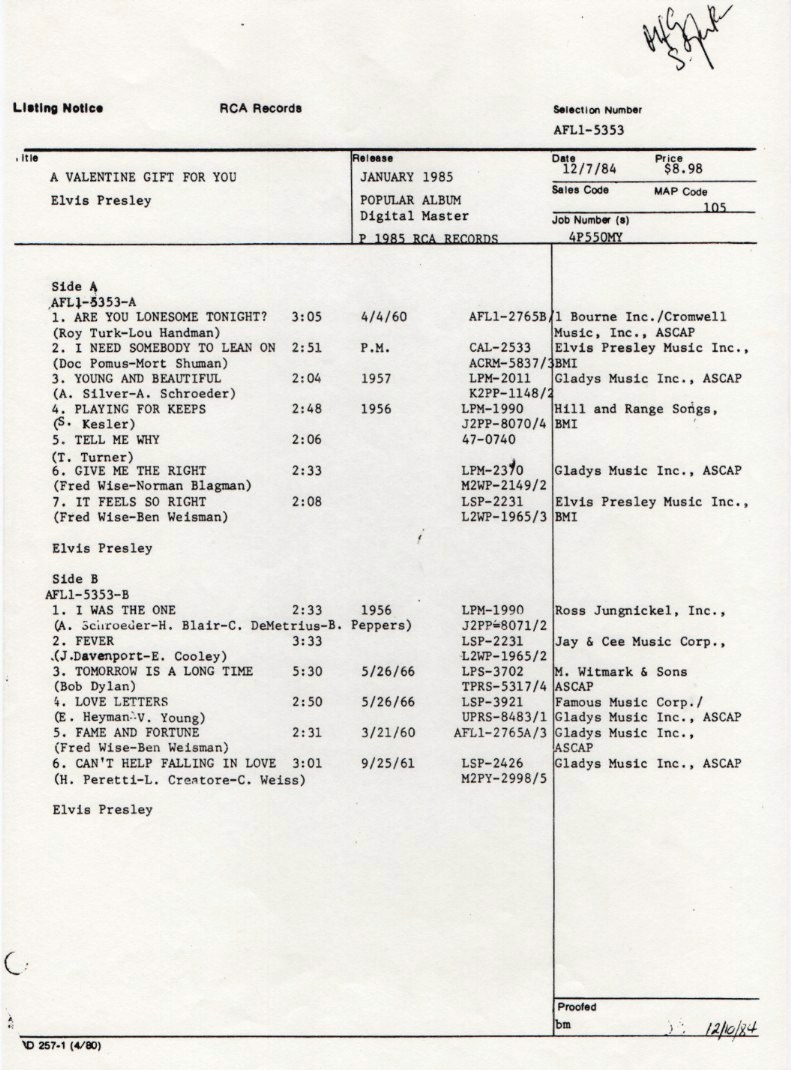 Listing Notice RCA Records Selection Number
AFL1-5353
Title Release Date Price
12/7/84 $8.98
A VALENTINE GIFT FOR YOU JANUARY 1985
Sales Code MAP Code
Elvis Presley POPULAR ALBUM 105
Digital Master Job Number (s)
P 1985 RCA RECORDS 4P550MY
Side A
AFL1-5353-A
1. ARE YOU LONESOME TONIGHT? 3:05 4/4/60 AFL1-2765B/1 Bourne Inc./Cromwell
(Roy Turk-Lou Handman) Music, Inc., ASCAP
2. I NEED SOMEBODY TO LEAN ON 2:51 P.M. CAL-2533 Elvis Presley Music Inc.,
(Doc Pomus-Mort Shuman) ACRM-5837/3 BMI
3. YOUNG AND BEAUTIFUL 2:04 1957 LPM-2011 Gladys Music Inc., ASCAP
(A. Silver-A. Schroeder) K2PP-1148/2
4. PLAYING FOR KEEPS 2:48 1956 LPM-1990 Hill and Range Songs,
(S. Kesler) J2PP-8070/4 BMI
5. TELL ME WHY 2:06 47-0740
(T. Turner)
6. GIVE ME THE RIGHT 2:33 LPM-2370 Gladys Music Inc., ASCAP
(Fred Wise-Norman Blagman) M2WP-2149/2
7. IT FEELS SO RIGHT 2:08 LSP-2231 Elvis Presley Music Inc.,
(Fred Wise-Ben Weisman) L2WP-1965/3 BMI
Elvis Presley
Side B
AFL1-5353-B
1. I WAS THE ONE 2:33 1956 LPM-1990 Ross Jungnickel, Inc.,
(A. Schroeder-H. Blair-C. DeMetrius-B. Peppers) J2PP-8071/2
2. FEVER 3:33 LSP-2231 Jay & Cee Music Corp.,
(J.Davenport-E. Cooley) L2WP-1965/2
3. TOMORROW IS A LONG TIME 5:30 5/26/66 LPS-3702 M. Witmark & Sons
(Bob Dylan) TPRS-5317/4 ASCAP
4. LOVE LETTERS 2:50 5/26/66 LSP-3921 Famous Music Corp./
(E. Heyman-V. Young) UPRS-8483/1 Gladys Music Inc., ASCAP
5. FAME AND FORTUNE 2:31 3/21/60 AFL1-2765A/3 Gladys Music Inc.,
(Fred Wise-Ben Weisman) ASCAP
6. CAN'T HELP FALLING IN LOVE 3:01 9/25/61 LSP-2426 Gladys Music Inc., ASCAP
(H. Peretti-L. Creatore-C. Weiss) M2PY-2998/5
Elvis Presley
Proofed
bm 12/10/84
D 257-1 (4/80)